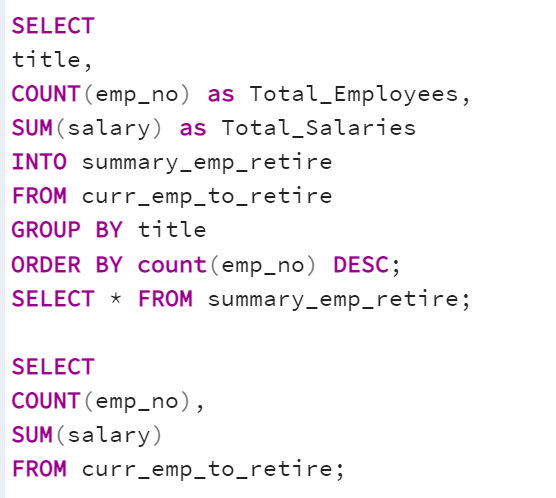 SELECT
title,
COUNT(emp_no) as Total_Employees,
SUM(salary) as Total_Salaries
INTO summary_emp_retire
FROM curr_emp_to_retire
GROUP BY title
ORDER BY count(emp_no) DESC;
SELECT * FROM summary_emp_retire;
SELECT
COUNT(emp_no),
SUM(salary)
FROM curr_emp_to_retire;